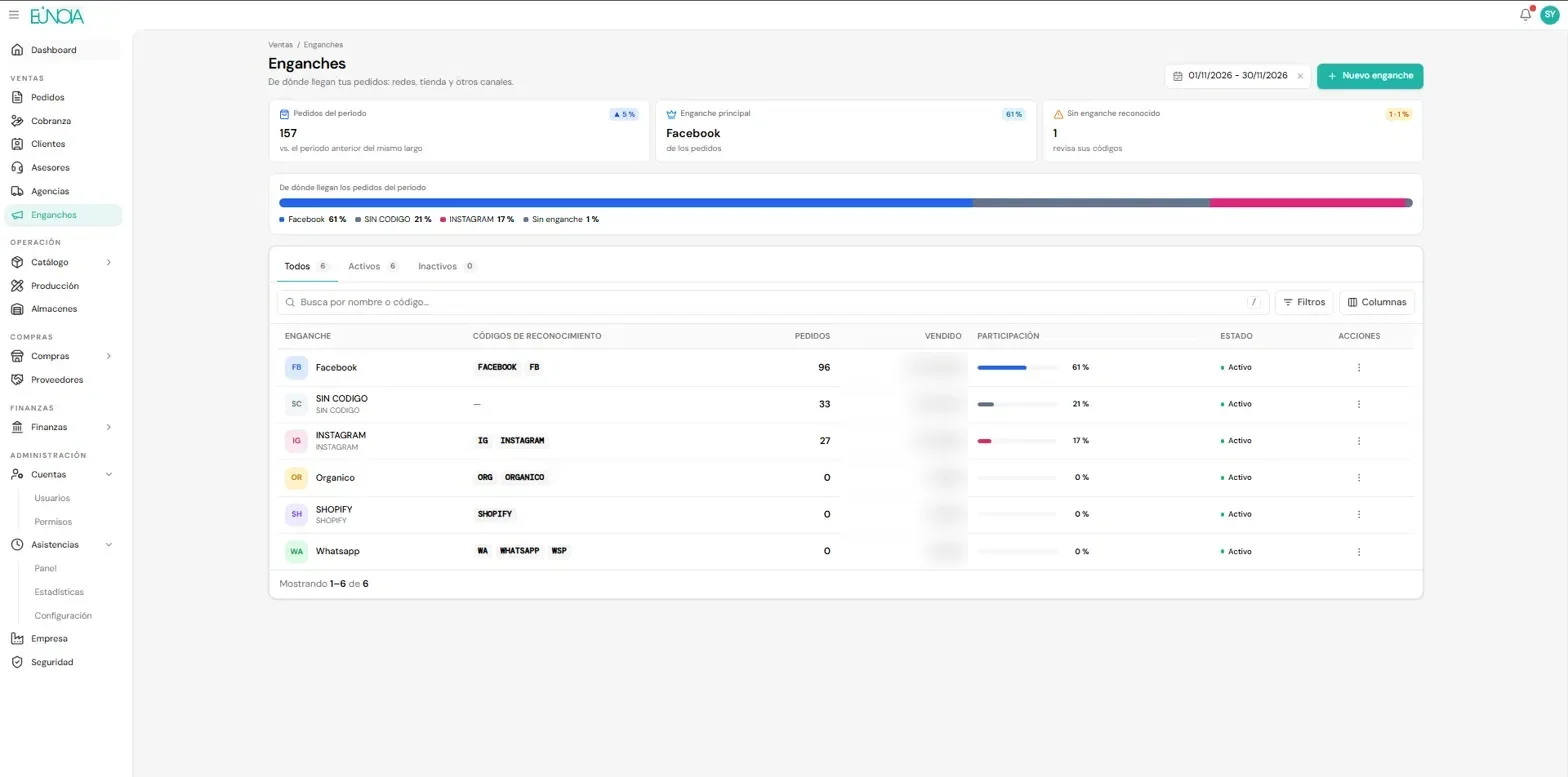 EUNOIA
SY
Dashboard
VENTAS
Pedidos
Cobranza
Clientes
Asesores
Agencias
Enganches
OPERACIÓN
Catálogo
Producción
Almacenes
COMPRAS
Compras
Proveedores
FINANZAS
Finanzas
ADMINISTRACIÓN
Cuentas
Usuarios
Permisos
Asistencias
Panel
Estadísticas
Configuración
Empresa
Seguridad
Ventas / Enganches
Enganches
De dónde llegan tus pedidos: redes, tienda y otros canales.
01/11/2026 - 30/11/2026 ×
+ Nuevo enganche
Pedidos del periodo ▲ 5 %
157
vs. el periodo anterior del mismo largo
Enganche principal 61 %
Facebook
de los pedidos
Sin enganche reconocido 1 · 1 %
1
revisa sus códigos
De dónde llegan los pedidos del periodo
Facebook 61 % SIN CODIGO 21 % INSTAGRAM 17 % Sin enganche 1 %
Todos 6 Activos 6 Inactivos 0
Busca por nombre o código... /
Filtros
Columnas
ENGANCHE CÓDIGOS DE RECONOCIMIENTO PEDIDOS VENDIDO PARTICIPACIÓN ESTADO ACCIONES
FB Facebook FACEBOOK FB 96 61 % Activo
SC SIN CODIGO — 33 21 % Activo
SIN CODIGO
IG INSTAGRAM IG INSTAGRAM 27 17 % Activo
INSTAGRAM
OR Organico ORG ORGANICO 0 0 % Activo
SH SHOPIFY SHOPIFY 0 0 % Activo
SHOPIFY
WA Whatsapp WA WHATSAPP WSP 0 0 % Activo
Mostrando 1–6 de 6